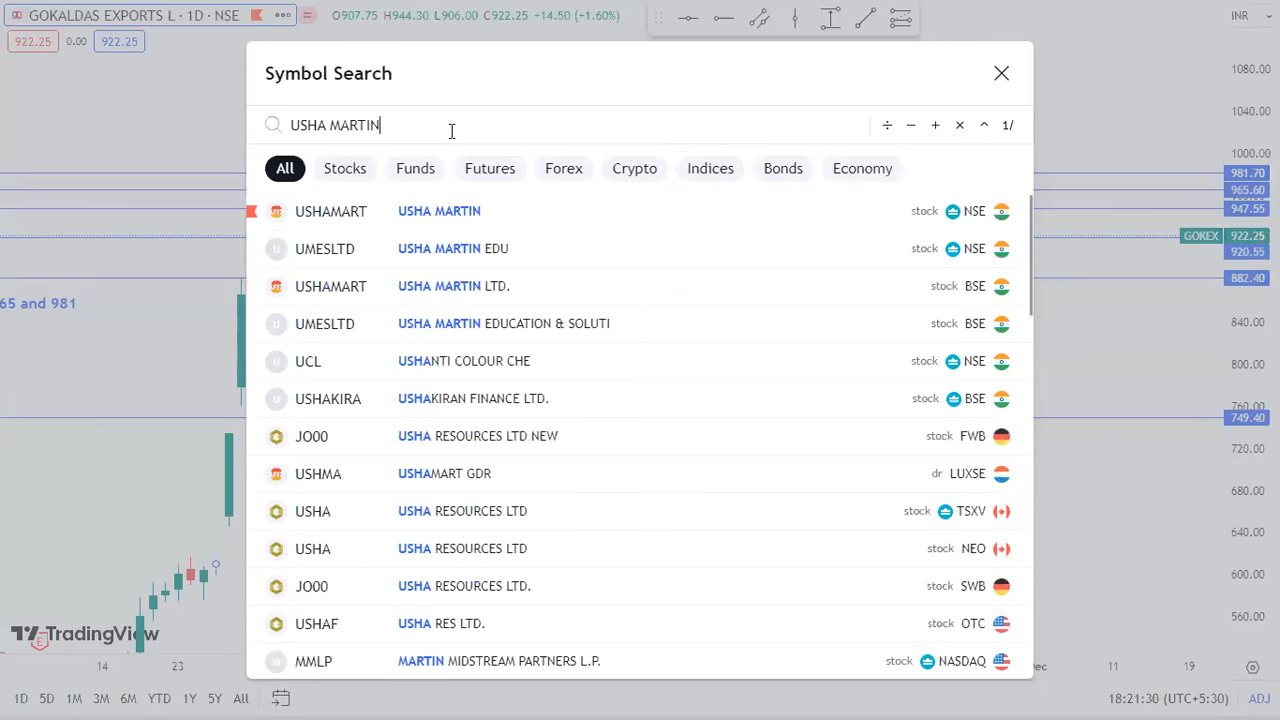 GOKALDAS EXPORTS L · 1D · NSE
O907.75 H944.30 L906.00 C922.25 +14.50 (+1.60%)
INR
922.25 0.00 922.25
Symbol Search
USHA MARTIN
÷ − + × ^ 1/
All Stocks Funds Futures Forex Crypto Indices Bonds Economy
USHAMART USHA MARTIN stock NSE
UMESLTD USHA MARTIN EDU stock NSE
USHAMART USHA MARTIN LTD. stock BSE
UMESLTD USHA MARTIN EDUCATION & SOLUTI stock BSE
UCL USHANTI COLOUR CHE stock NSE
USHAKIRA USHAKIRAN FINANCE LTD. stock BSE
JO00 USHA RESOURCES LTD NEW stock FWB
USHMA USHAMART GDR dr LUXSE
USHA USHA RESOURCES LTD stock TSXV
USHA USHA RESOURCES LTD stock NEO
JO00 USHA RESOURCES LTD. stock SWB
USHAF USHA RES LTD. stock OTC
MMLP MARTIN MIDSTREAM PARTNERS L.P. stock NASDAQ
65 and 981
1080.00
1040.00
1000.00
981.70
965.60
947.55
GOKEX 922.25
920.55
882.40
840.00
800.00
760.00
749.40
720.00
680.00
640.00
600.00
560.00
TradingView
E
14 23 Dec 11 19
1D 5D 1M 3M 6M YTD 1Y 5Y All
18:21:30 (UTC+5:30) ADJ